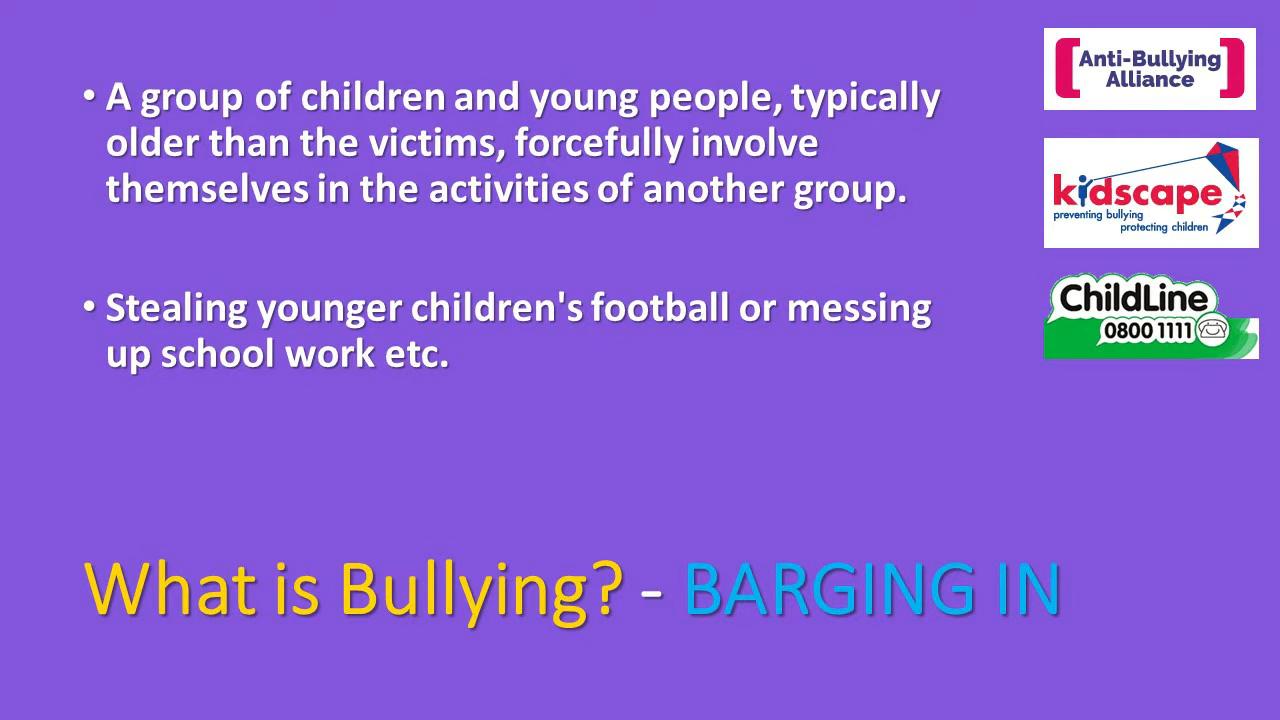 • A group of children and young people, typically
older than the victims, forcefully involve
themselves in the activities of another group.
• Stealing younger children's football or messing
up school work etc.
What is Bullying? - BARGING IN
Anti-Bullying
Alliance
kidscape
preventing bullying
protecting children
ChildLine
0800 1111